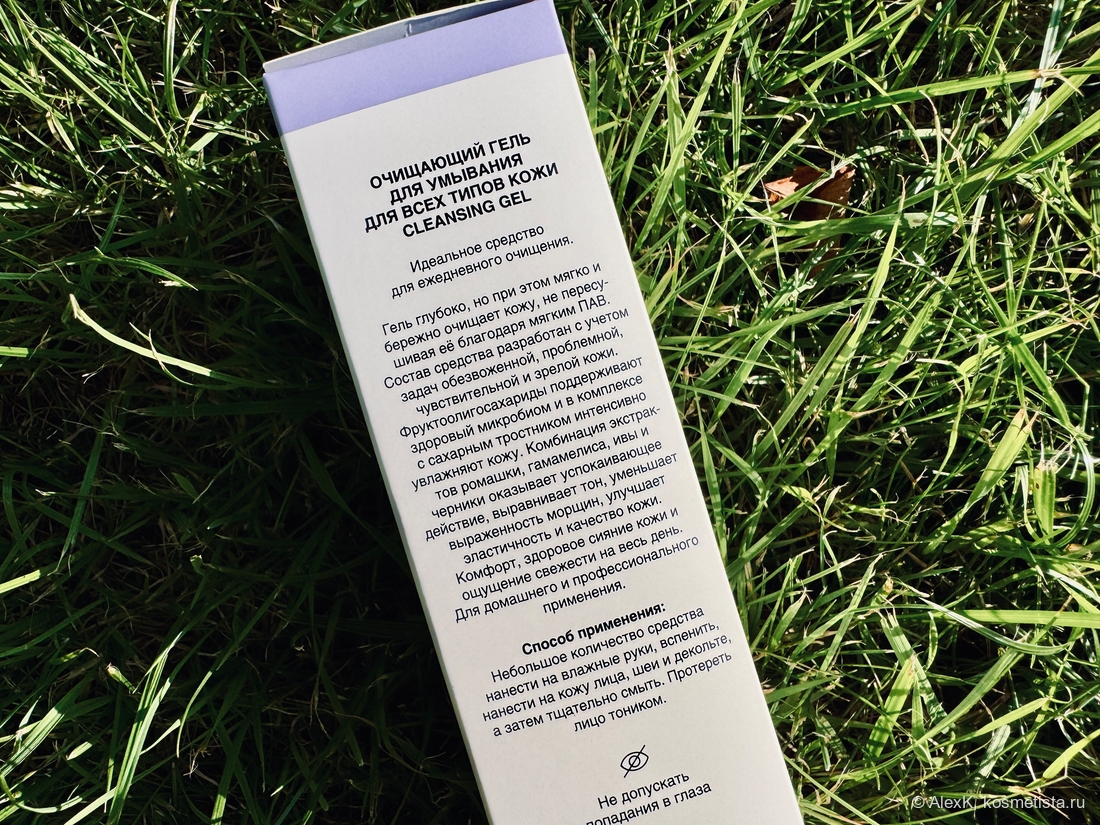 ОЧИЩАЮЩИЙ ГЕЛЬ
ДЛЯ УМЫВАНИЯ
ДЛЯ ВСЕХ ТИПОВ КОЖИ
CLEANSING GEL
Идеальное средство
для ежедневного очищения.
Гель глубоко, но при этом мягко и
бережно очищает кожу, не пересу-
шивая её благодаря мягким ПАВ.
Состав средства разработан с учетом
задач обезвоженной, проблемной,
чувствительной и зрелой кожи.
Фруктоолигосахариды поддерживают
здоровый микробиом и в комплексе
с сахарным тростником интенсивно
увлажняют кожу. Комбинация экстрак-
тов ромашки, гамамелиса, ивы и
черники оказывает успокаивающее
действие, выравнивает тон, уменьшает
выраженность морщин, улучшает
эластичность и качество кожи.
Комфорт, здоровое сияние кожи и
ощущение свежести на весь день.
Для домашнего и профессионального
применения.
Способ применения:
Небольшое количество средства
нанести на влажные руки, вспенить,
нанести на кожу лица, шеи и декольте,
а затем тщательно смыть. Протереть
лицо тоником.
Не допускать
попадания в глаза
© AlexK, kosmetista.ru